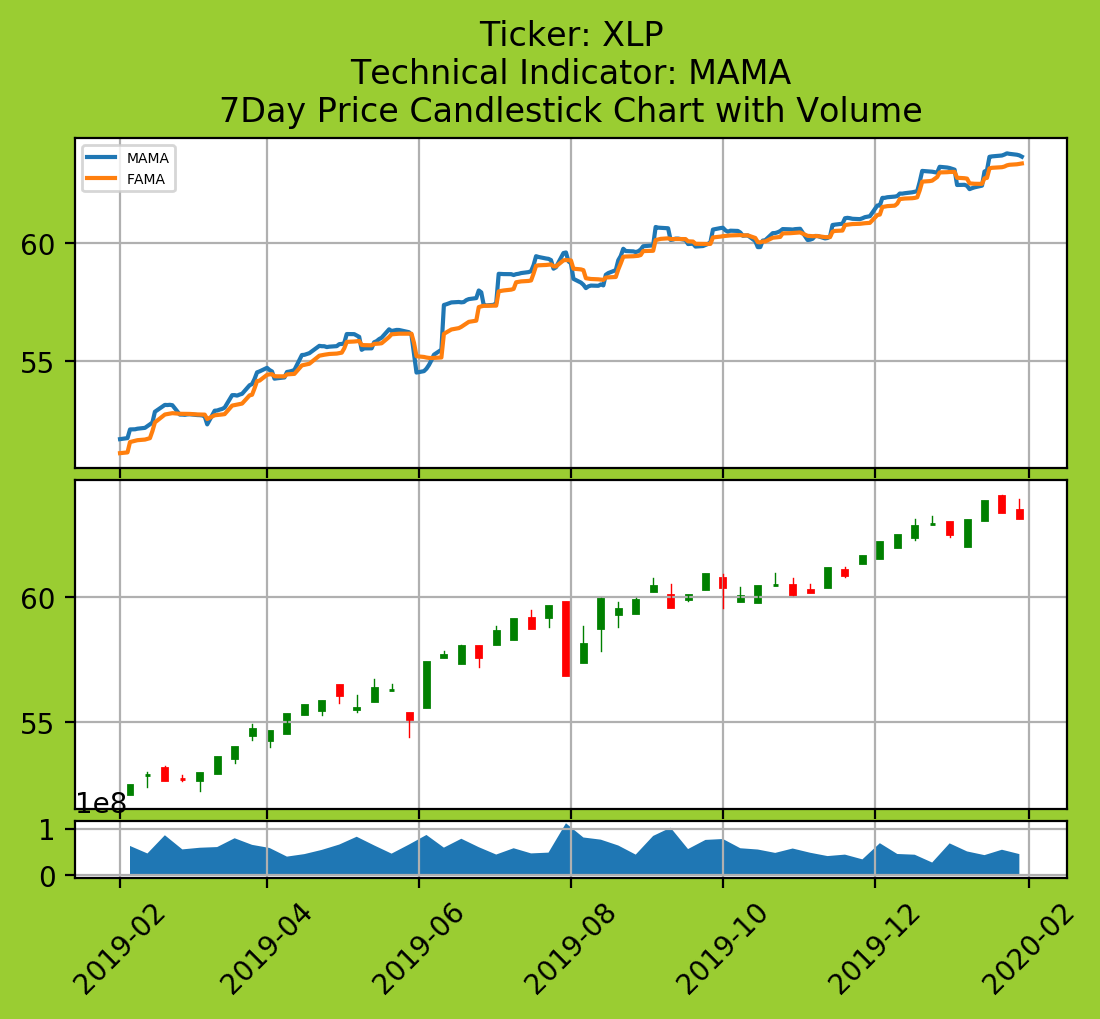 Ticker: XLP
Technical Indicator: MAMA
7Day Price Candlestick Chart with Volume
MAMA
FAMA
60
55
60
55
1e8
1
0
2019-02
2019-04
2019-06
2019-08
2019-10
2019-12
2020-02